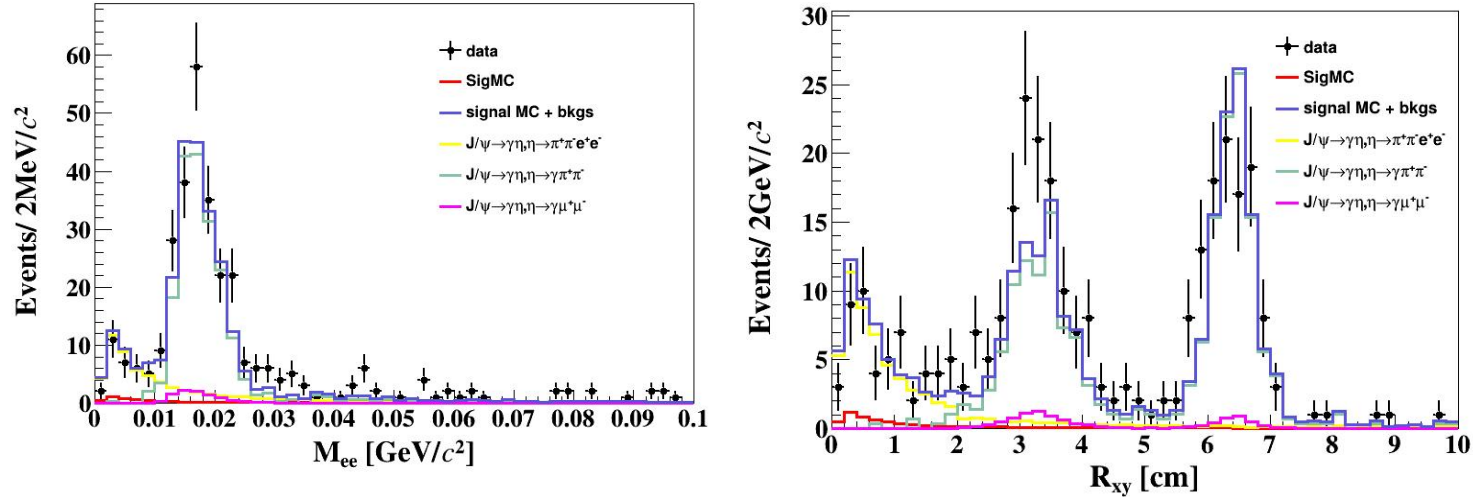 Events/ 2MeV/c²
60
50
40
30
20
10
0
0 0.01 0.02 0.03 0.04 0.05 0.06 0.07 0.08 0.09 0.1
M_ee [GeV/c²]
data
SigMC
signal MC + bkgs
J/ψ→γη,η→π⁺π⁻e⁺e⁻
J/ψ→γη,η→γπ⁺π⁻
J/ψ→γη,η→γμ⁺μ⁻
Events/ 2GeV/c²
30
25
20
15
10
5
0
0 1 2 3 4 5 6 7 8 9 10
R_xy [cm]
data
SigMC
signal MC + bkgs
J/ψ→γη,η→π⁺π⁻e⁺e⁻
J/ψ→γη,η→γπ⁺π⁻
J/ψ→γη,η→γμ⁺μ⁻